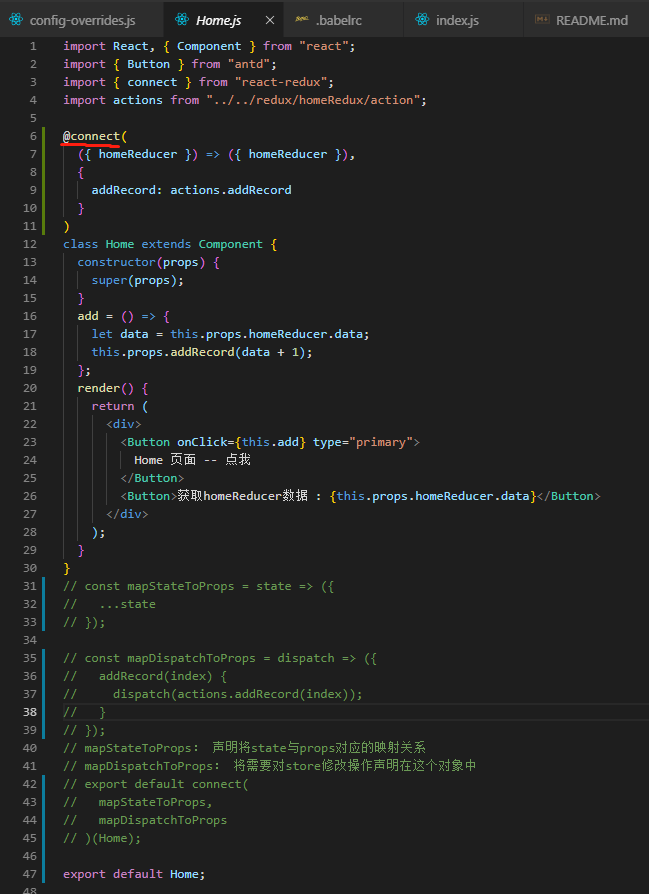 config-overrides.js Home.js × .babelrc index.js README.md
1 import React, { Component } from "react";
2 import { Button } from "antd";
3 import { connect } from "react-redux";
4 import actions from "../../redux/homeRedux/action";
5
6 @connect(
7   ({ homeReducer }) => ({ homeReducer }),
8   {
9     addRecord: actions.addRecord
10   }
11 )
12 class Home extends Component {
13   constructor(props) {
14     super(props);
15   }
16   add = () => {
17     let data = this.props.homeReducer.data;
18     this.props.addRecord(data + 1);
19   };
20   render() {
21     return (
22       <div>
23         <Button onClick={this.add} type="primary">
24           Home 页面 -- 点我
25         </Button>
26         <Button>获取homeReducer数据 : {this.props.homeReducer.data}</Button>
27       </div>
28     );
29   }
30 }
31 // const mapStateToProps = state => ({
32 //   ...state
33 // });
34
35 // const mapDispatchToProps = dispatch => ({
36 //   addRecord(index) {
37 //     dispatch(actions.addRecord(index));
38 //   }
39 // });
40 // mapStateToProps: 声明将state与props对应的映射关系
41 // mapDispatchToProps: 将需要对store修改操作声明在这个对象中
42 // export default connect(
43 //   mapStateToProps,
44 //   mapDispatchToProps
45 // )(Home);
46
47 export default Home;
48